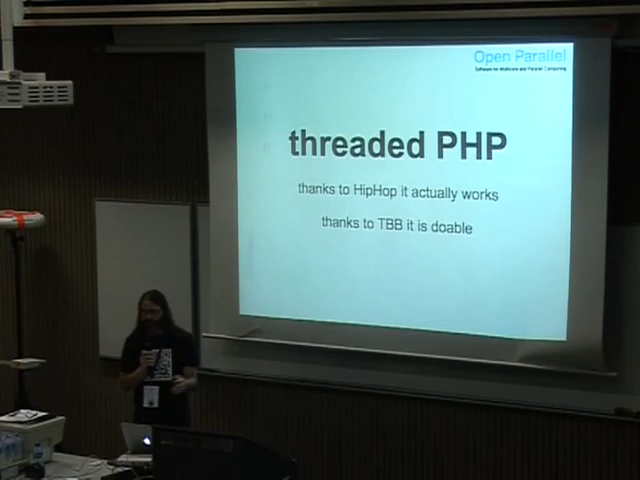 Open Parallel
Software for Multicore and Parallel Computing
threaded PHP
thanks to HipHop it actually works
thanks to TBB it is doable